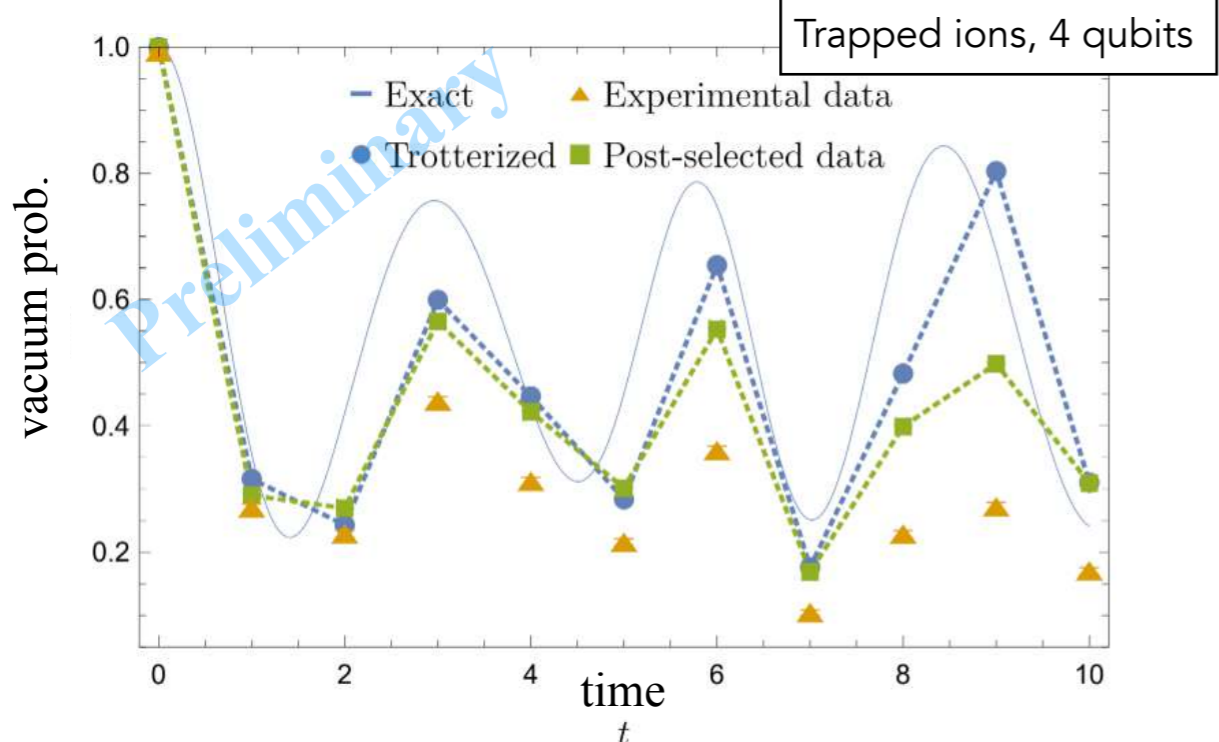 Trapped ions, 4 qubits
Preliminary
Exact
Experimental data
Trotterized
Post-selected data
vacuum prob.
1.0
0.8
0.6
0.4
0.2
0 2 4 6 8 10
time
t